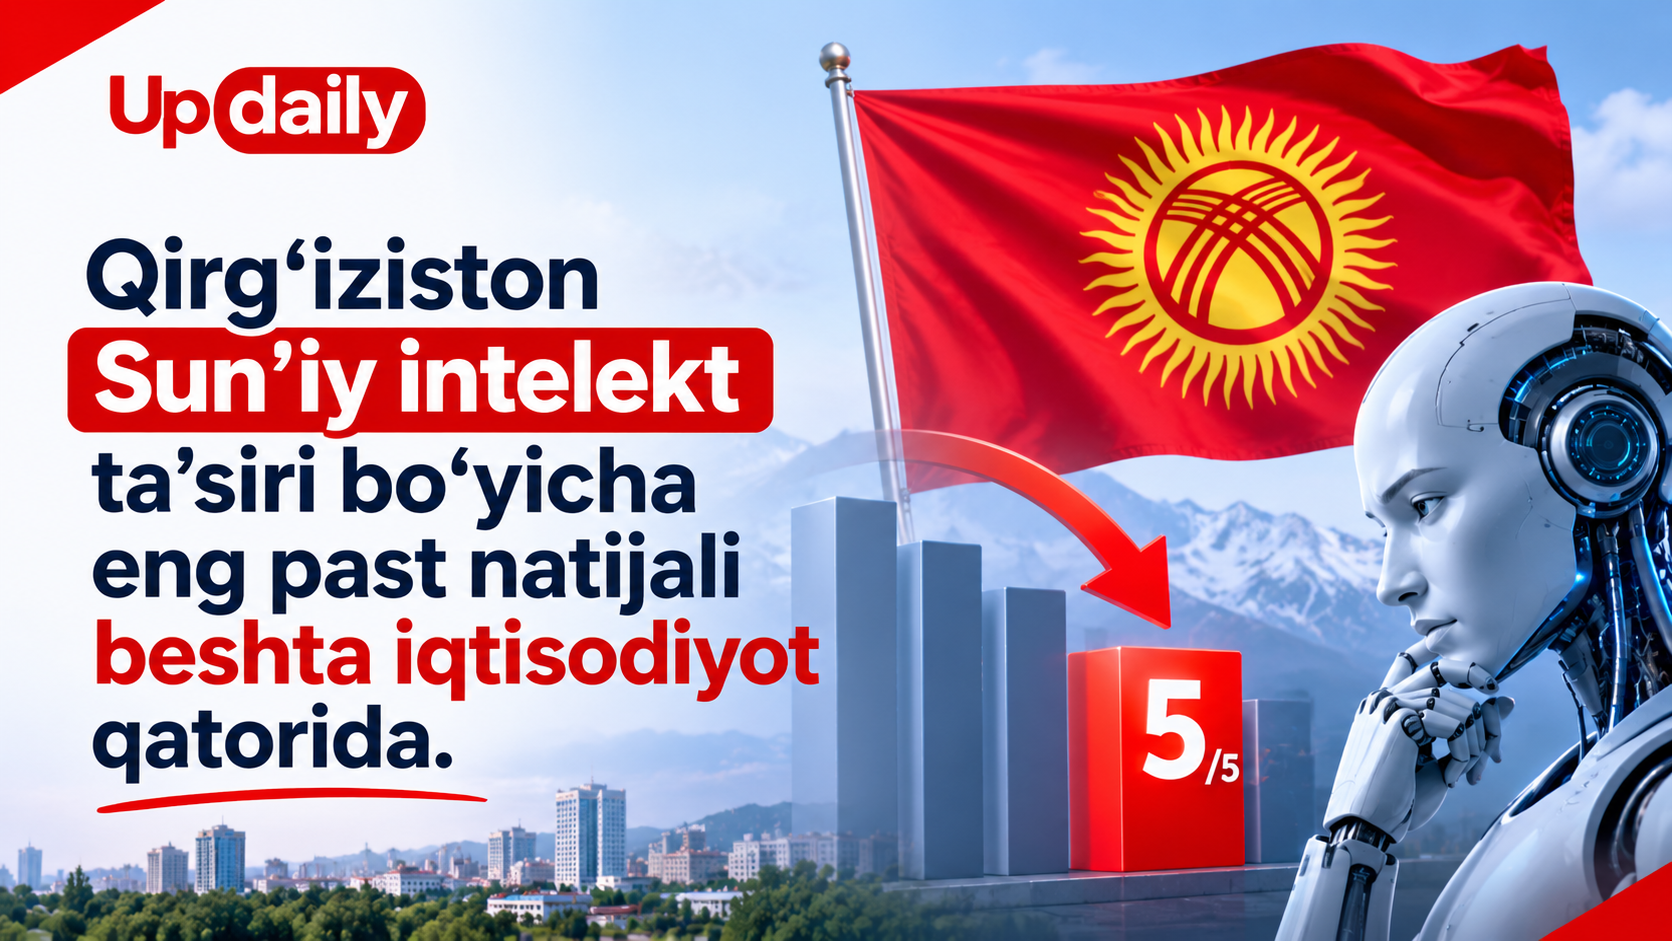 Updaily
Qirg‘iziston
Sun’iy intelekt
ta’siri bo‘yicha
eng past natijali
beshta iqtisodiyot
qatorida.
5/5